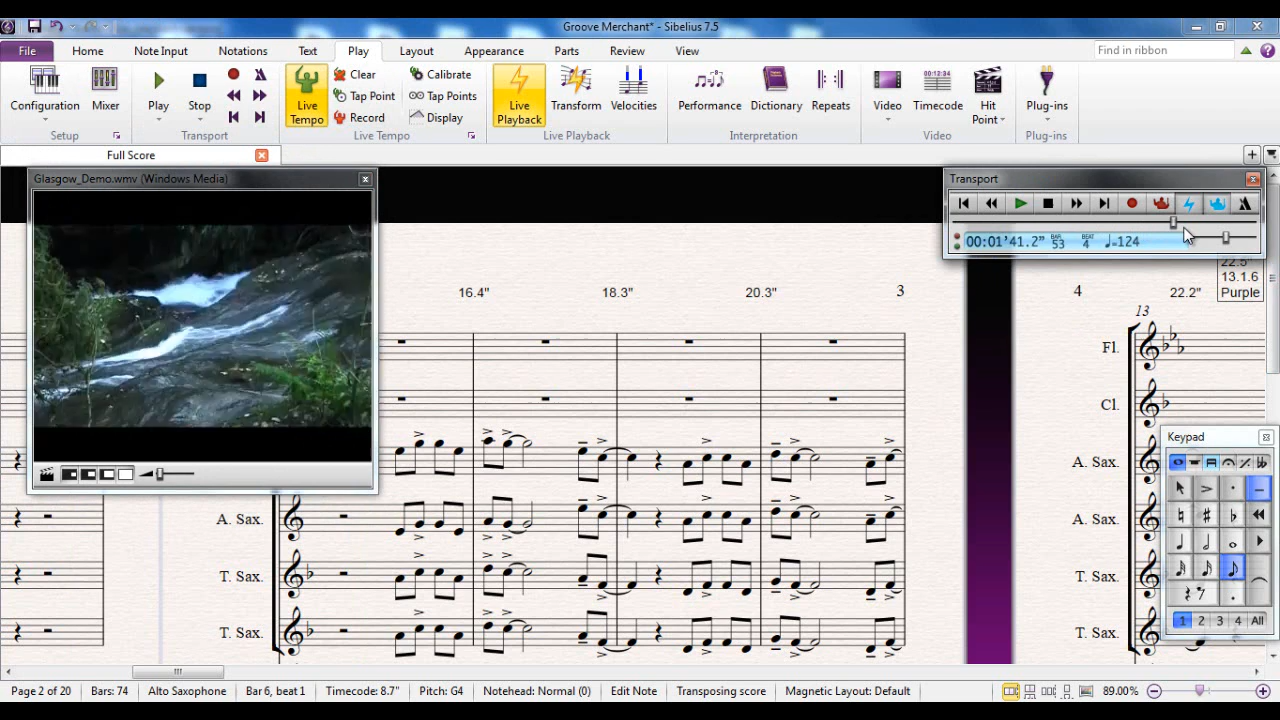 Groove Merchant* - Sibelius 7.5
File Home Note Input Notations Text Play Layout Appearance Parts Review View Find in ribbon
Configuration Mixer Play Stop Live Tempo Clear Tap Point Record Calibrate Tap Points Display Live Playback Transform Velocities Performance Dictionary Repeats Video Timecode Hit Point Plug-ins
Setup Transport Live Tempo Live Playback Interpretation Video Plug-ins
Full Score
Glasgow_Demo.wmv (Windows Media)
Transport
00:01'41.2" BAR 53 BEAT 4 =124
22.5"
13.1.6
Purple
16.4" 18.3" 20.3" 3 4 22.2"
13
Fl.
Cl.
Keypad
A. Sax.
A. Sax. A. Sax.
T. Sax. T. Sax.
1 2 3 4 All
T. Sax. T. Sax.
Page 2 of 20 Bars: 74 Alto Saxophone Bar 6, beat 1 Timecode: 8.7" Pitch: G4 Notehead: Normal (0) Edit Note Transposing score Magnetic Layout: Default 89.00%